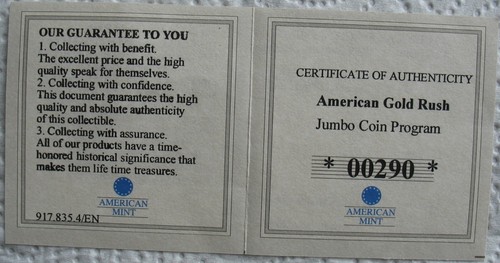 OUR GUARANTEE TO YOU
1. Collecting with benefit.
The excellent price and the high
quality speak for themselves.
2. Collecting with confidence.
This document guarantees the high
quality and absolute authenticity
of this collectible.
3. Collecting with assurance.
All of our products have a time-
honored historical significance that
makes them life time treasures.
AMERICAN
MINT
917.835.4/EN
CERTIFICATE OF AUTHENTICITY
American Gold Rush
Jumbo Coin Program
* 00290 *
AMERICAN
MINT